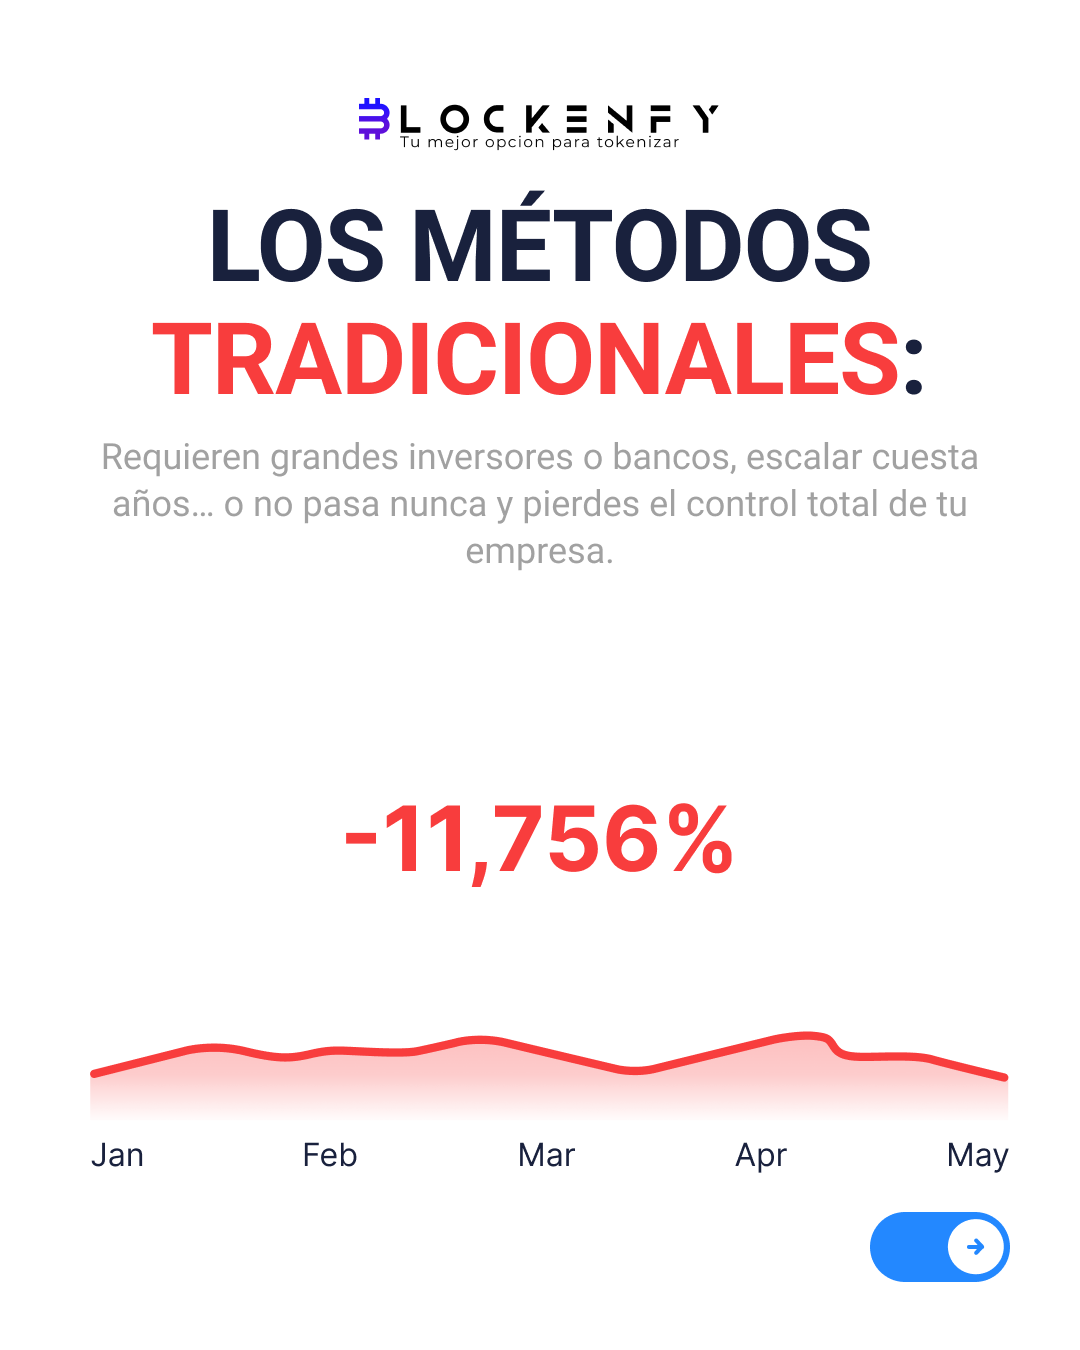 BLOCKENFY
Tu mejor opcion para tokenizar
LOS MÉTODOS
TRADICIONALES:
Requieren grandes inversores o bancos, escalar cuesta
años... o no pasa nunca y pierdes el control total de tu
empresa.
-11,756%
Jan Feb Mar Apr May